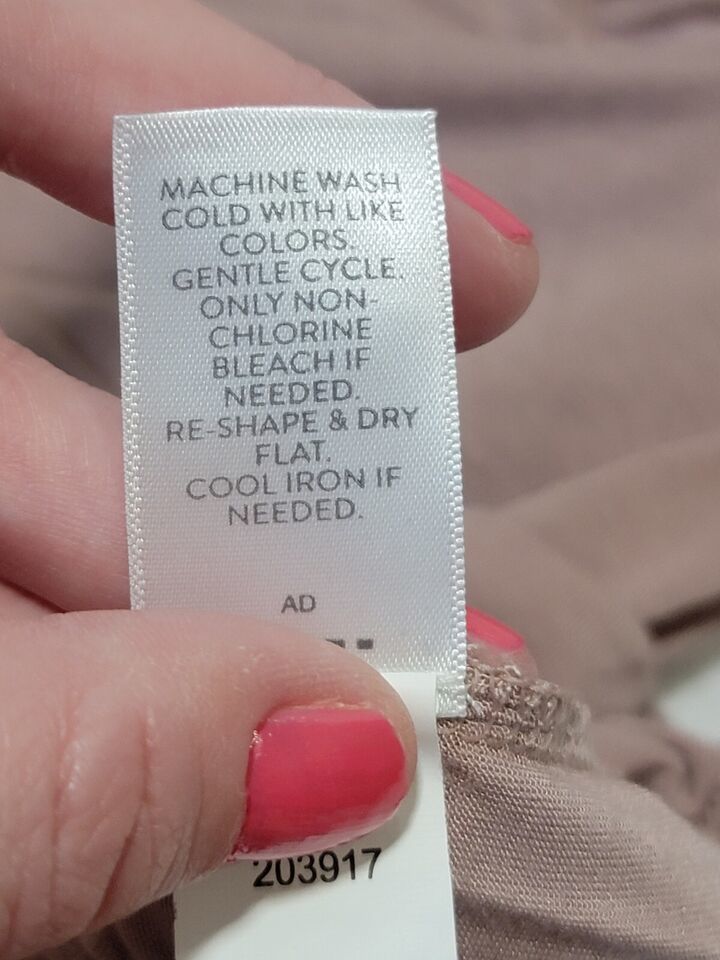 MACHINE WASH
COLD WITH LIKE
COLORS.
GENTLE CYCLE.
ONLY NON-
CHLORINE
BLEACH IF
NEEDED.
RE-SHAPE & DRY
FLAT.
COOL IRON IF
NEEDED.
AD
203917